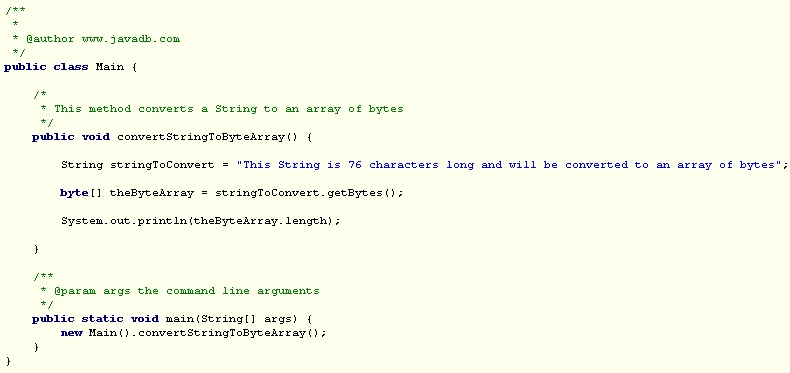 /**
 *
 * @author www.javadb.com
 */
public class Main {
    /*
     * This method converts a String to an array of bytes
     */
    public void convertStringToByteArray() {
        String stringToConvert = "This String is 76 characters long and will be converted to an array of bytes";
        byte[] theByteArray = stringToConvert.getBytes();
        System.out.println(theByteArray.length);
    }
    /**
     * @param args the command line arguments
     */
    public static void main(String[] args) {
        new Main().convertStringToByteArray();
    }
}